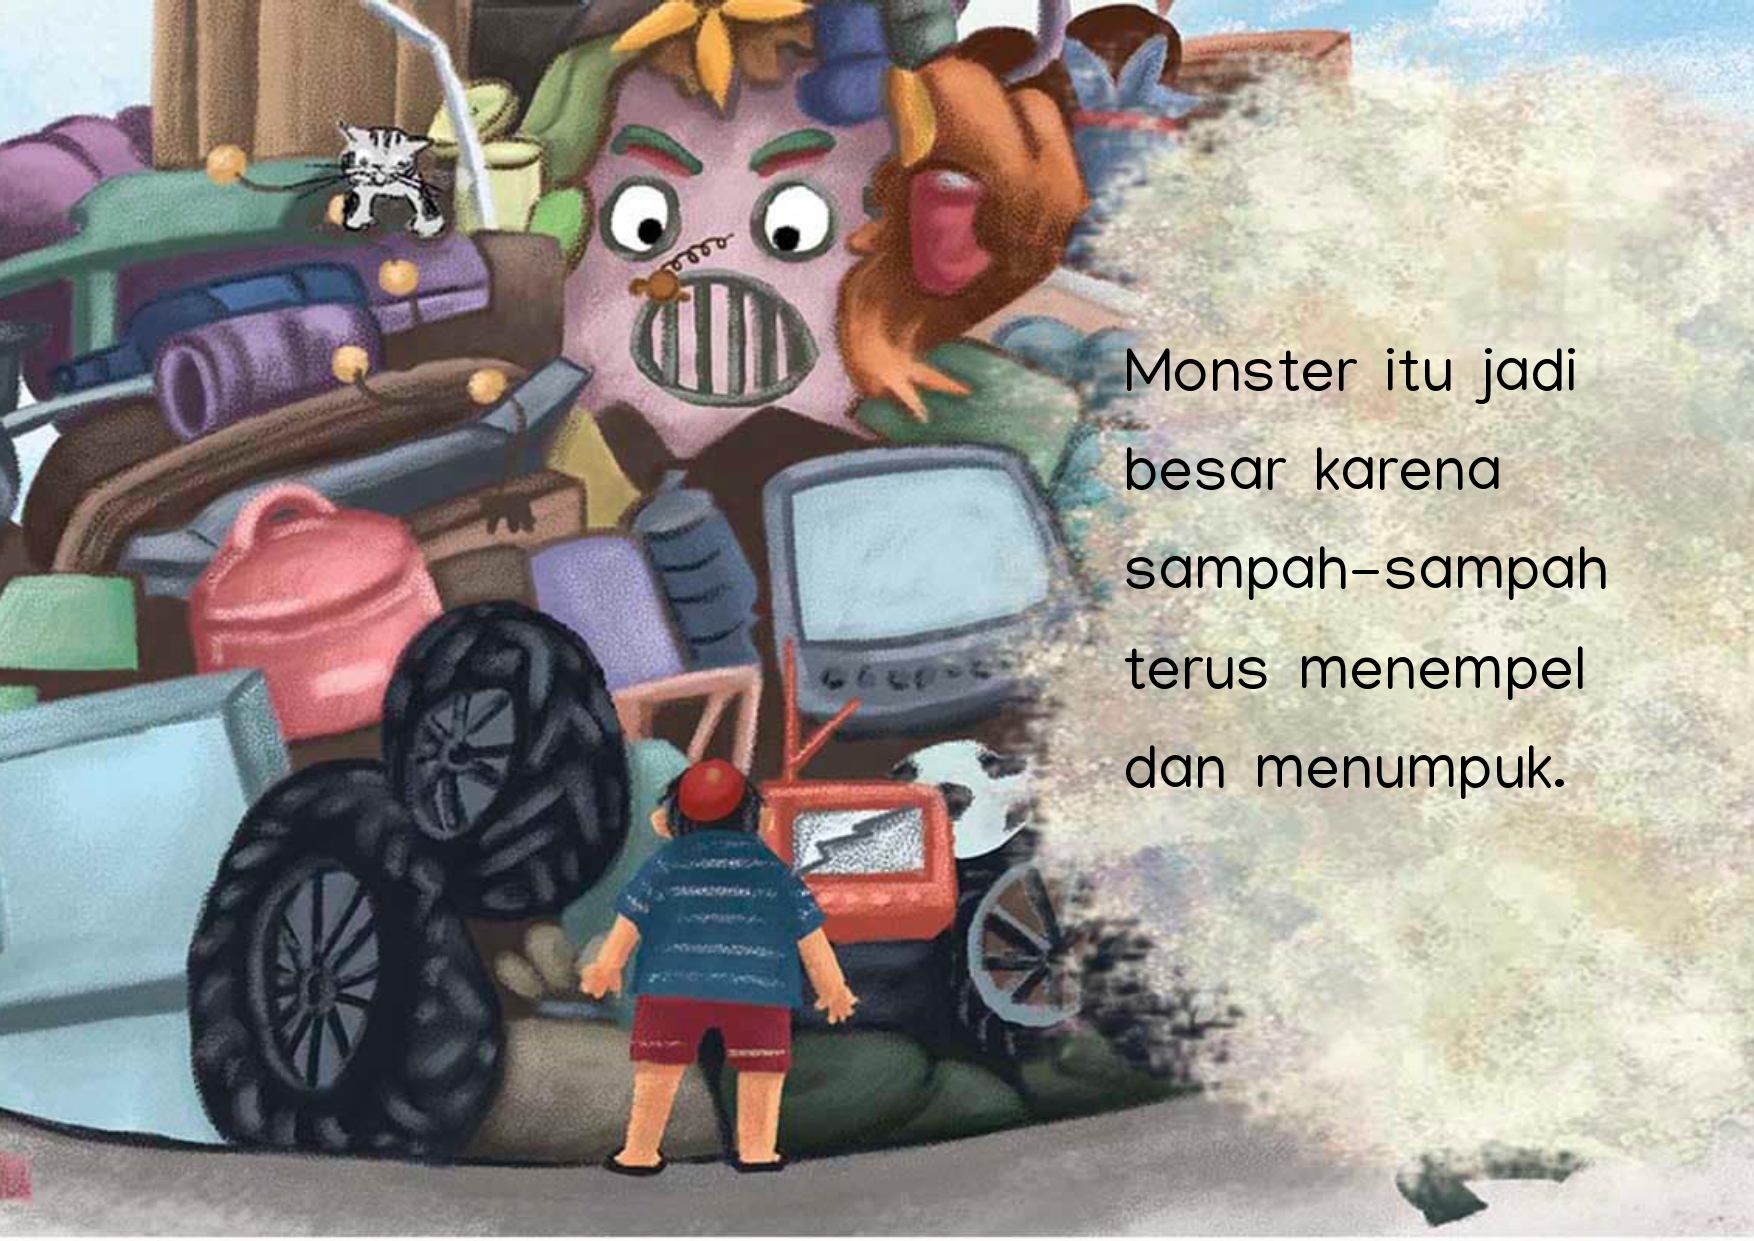 Monster itu jadi
besar karena
sampah-sampah
terus menempel
dan menumpuk.